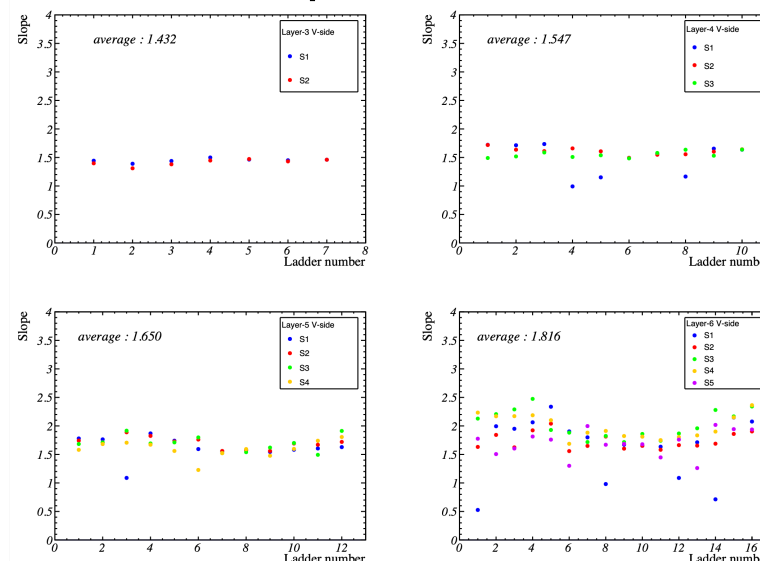 Slope
4
3.5
3
2.5
2
1.5
1
0.5
0
average : 1.432
Layer-3 V-side
S1
S2
0 1 2 3 4 5 6 7 8
Ladder number
Slope
4
3.5
3
2.5
2
1.5
1
0.5
0
average : 1.547
Layer-4 V-side
S1
S2
S3
0 2 4 6 8 10
Ladder numbe
Slope
4
3.5
3
2.5
2
1.5
1
0.5
0
average : 1.650
Layer-5 V-side
S1
S2
S3
S4
0 2 4 6 8 10 12
Ladder number
Slope
4
3.5
3
2.5
2
1.5
1
0.5
0
average : 1.816
Layer-6 V-side
S1
S2
S3
S4
S5
0 2 4 6 8 10 12 14 16
Ladder numbe